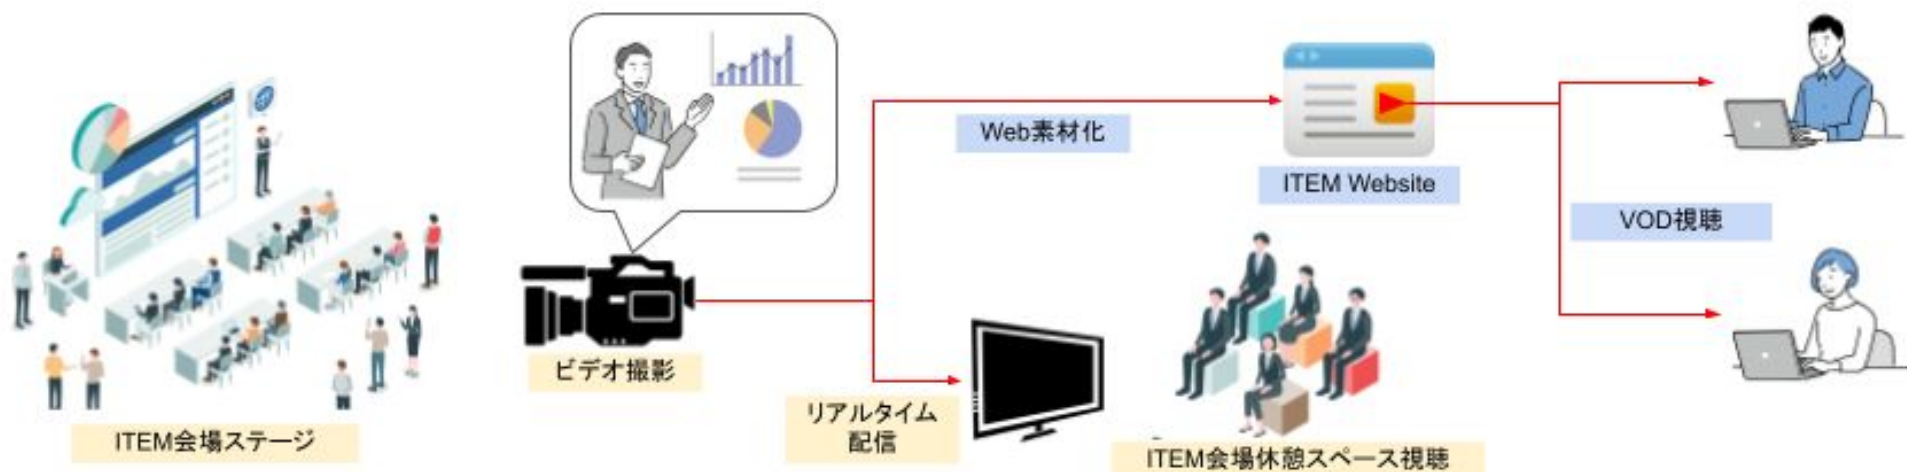 Web素材化
ITEM Website
VOD視聴
ビデオ撮影
リアルタイム
配信
ITEM会場ステージ
ITEM会場休憩スペース視聴